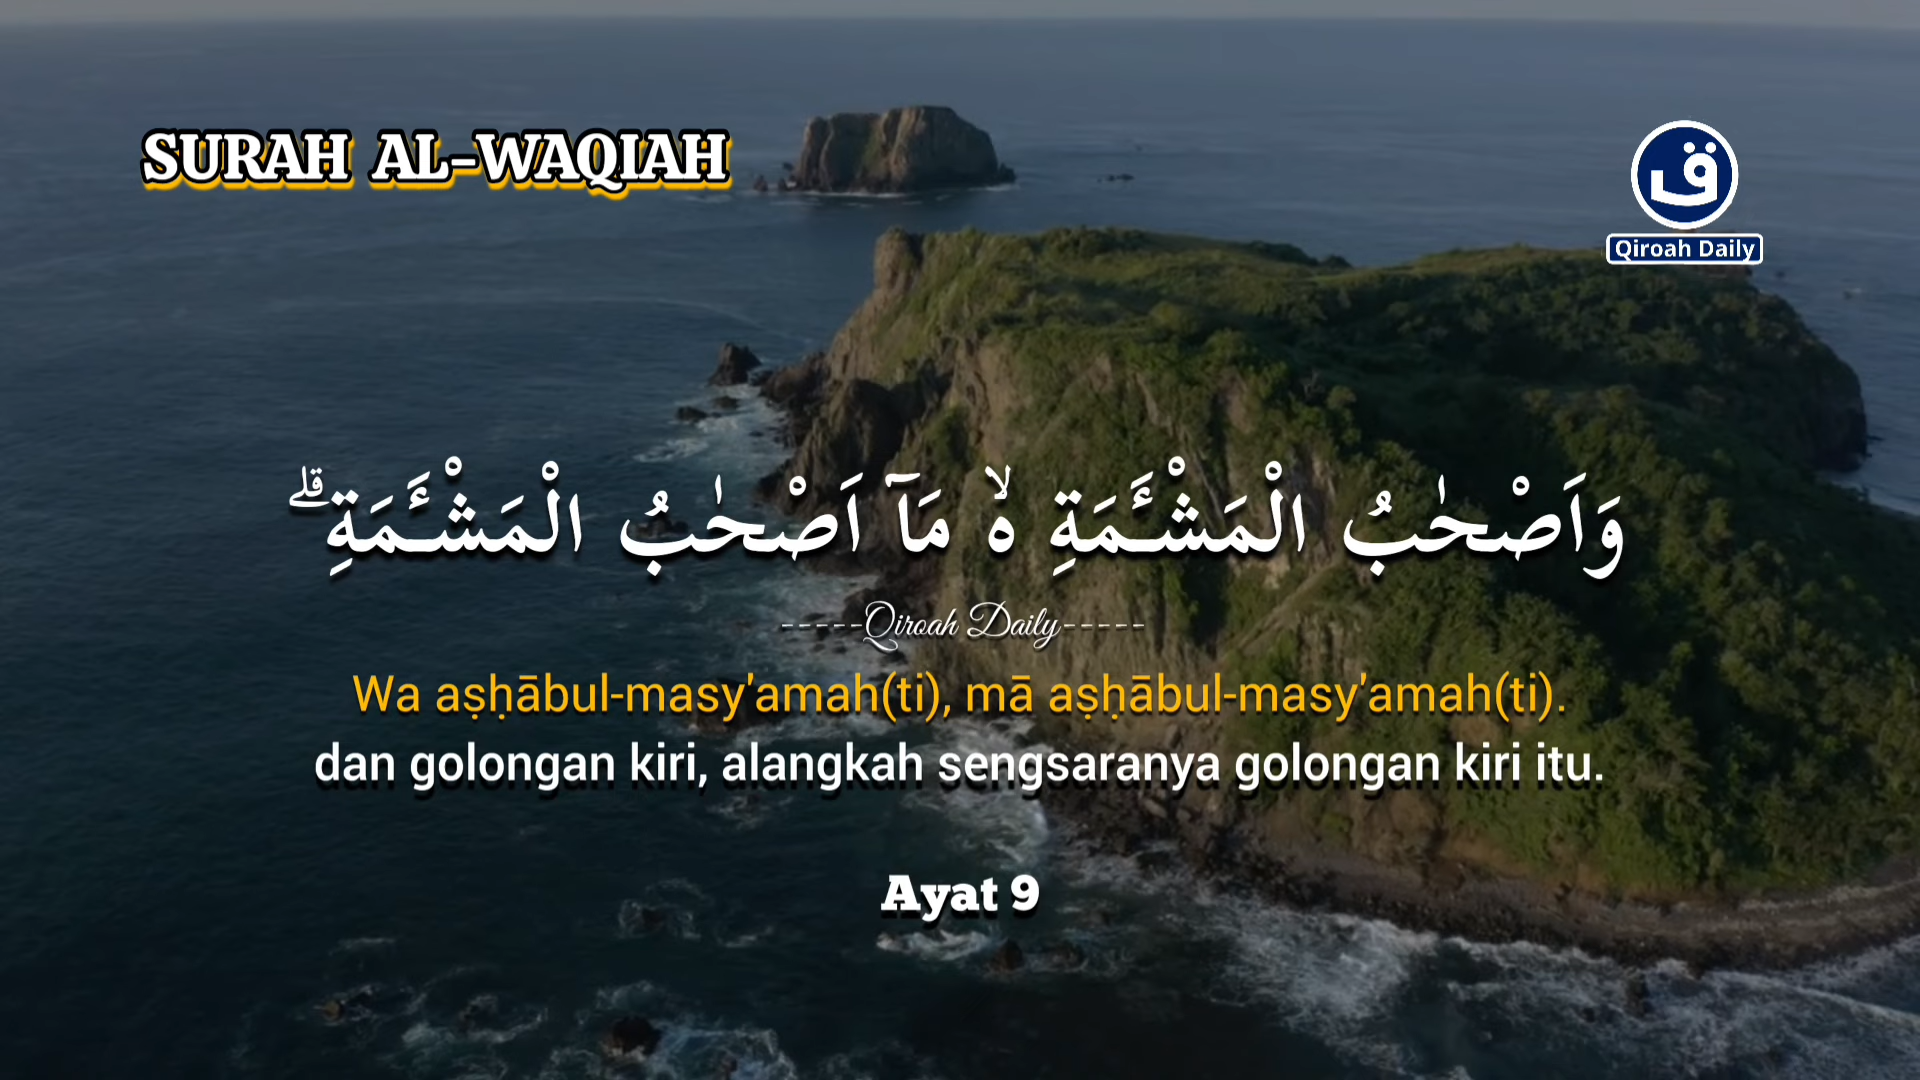 SURAH AL-WAQIAH
ق
Qiroah Daily
وَاَصْحٰبُ الْمَشْـَٔمَةِ ەۙ مَآ اَصْحٰبُ الْمَشْـَٔمَةِ ۗ
-----Qiroah Daily-----
Wa aṣḥābul-masy'amah(ti), mā aṣḥābul-masy'amah(ti).
dan golongan kiri, alangkah sengsaranya golongan kiri itu.
Ayat 9